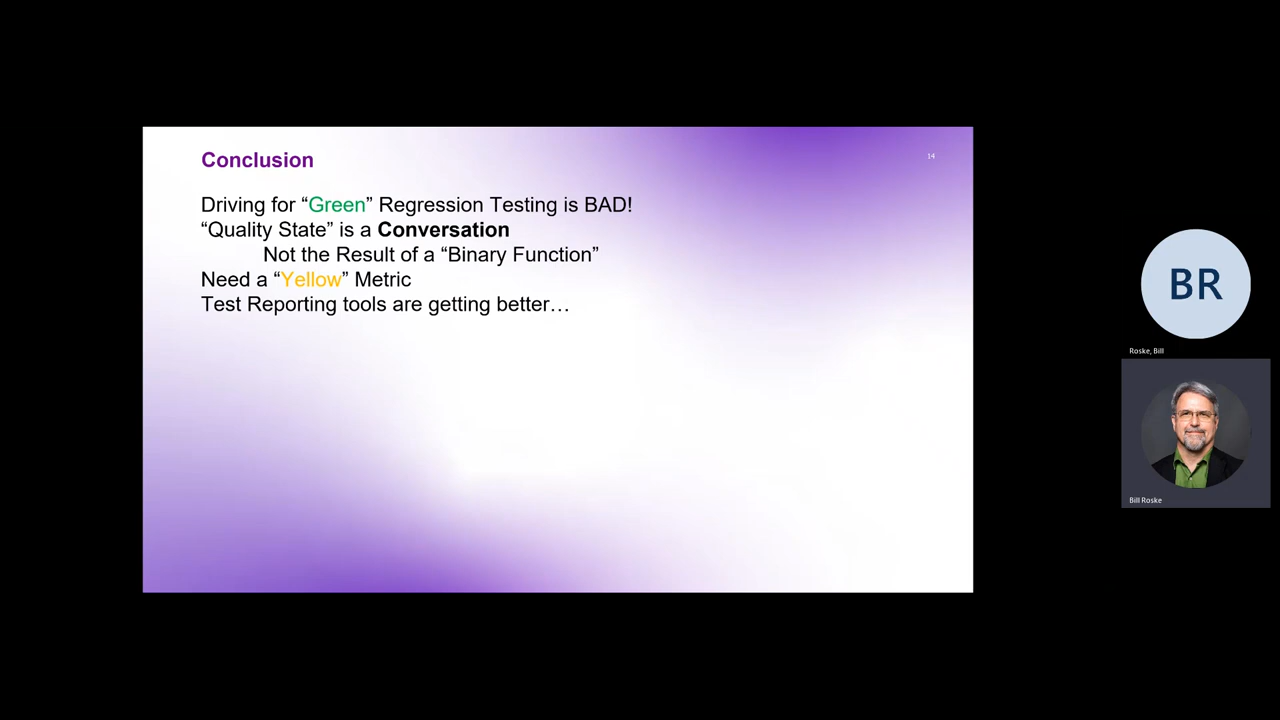 Conclusion
14
Driving for “Green” Regression Testing is BAD!
“Quality State” is a Conversation
Not the Result of a “Binary Function”
Need a “Yellow” Metric
Test Reporting tools are getting better…
BR
Roske, Bill
Bill Roske